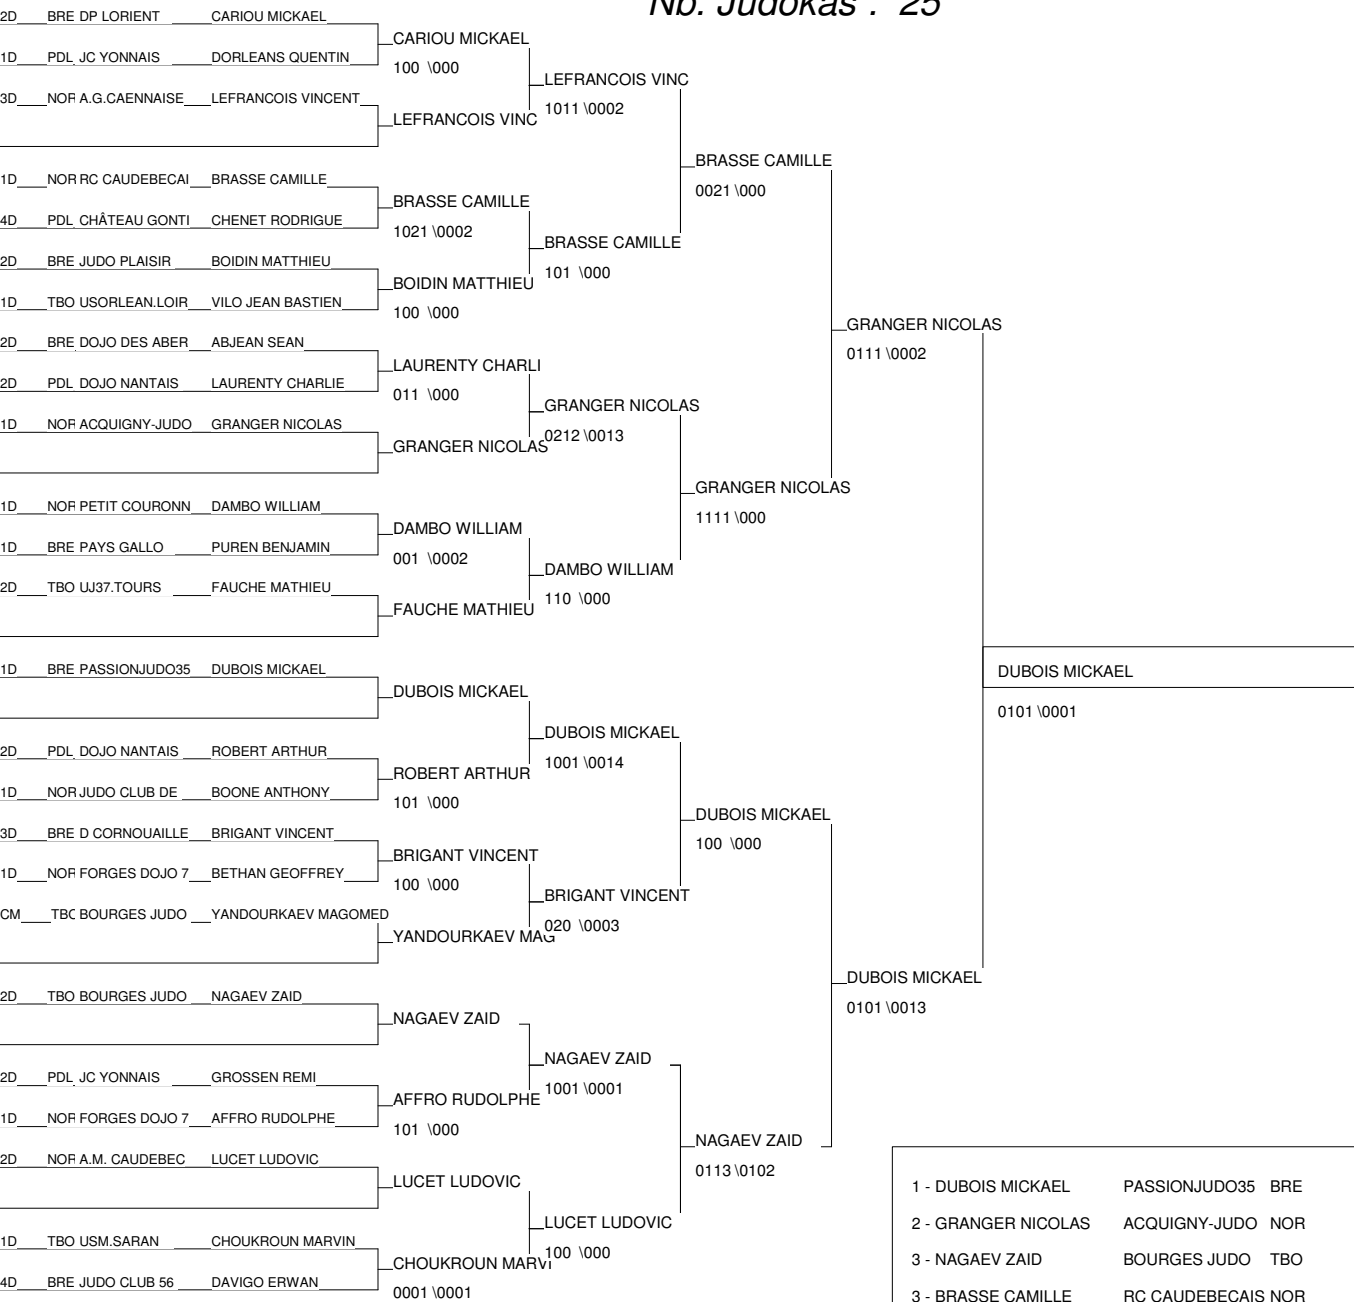 Nb. Judokas : 25
2D BRE DP LORIENT CARIOU MICKAEL
CARIOU MICKAEL
1D PDL JC YONNAIS DORLEANS QUENTIN
100 \000
LEFRANCOIS VINC
3D NOR A.G.CAENNAISE LEFRANCOIS VINCENT
1011 \0002
LEFRANCOIS VINC
BRASSE CAMILLE
1D NOR RC CAUDEBECAI BRASSE CAMILLE
0021 \000
BRASSE CAMILLE
4D PDL CHÂTEAU GONTI CHENET RODRIGUE
1021 \0002
BRASSE CAMILLE
2D BRE JUDO PLAISIR BOIDIN MATTHIEU
101 \000
BOIDIN MATTHIEU
1D TBO USORLEAN.LOIR VILO JEAN BASTIEN
100 \000
GRANGER NICOLAS
2D BRE DOJO DES ABER ABJEAN SEAN
0111 \0002
LAURENTY CHARLI
2D PDL DOJO NANTAIS LAURENTY CHARLIE
011 \000
GRANGER NICOLAS
1D NOR ACQUIGNY-JUDO GRANGER NICOLAS
0212 \0013
GRANGER NICOLAS
GRANGER NICOLAS
1D NOR PETIT COURONN DAMBO WILLIAM
1111 \000
DAMBO WILLIAM
1D BRE PAYS GALLO PUREN BENJAMIN
001 \0002
DAMBO WILLIAM
2D TBO UJ37.TOURS FAUCHE MATHIEU
110 \000
FAUCHE MATHIEU
1D BRE PASSIONJUDO35 DUBOIS MICKAEL
DUBOIS MICKAEL
DUBOIS MICKAEL
0101 \0001
DUBOIS MICKAEL
2D PDL DOJO NANTAIS ROBERT ARTHUR
1001 \0014
ROBERT ARTHUR
1D NOR JUDO CLUB DE BOONE ANTHONY
101 \000
DUBOIS MICKAEL
3D BRE D CORNOUAILLE BRIGANT VINCENT
100 \000
BRIGANT VINCENT
1D NOR FORGES DOJO 7 BETHAN GEOFFREY
100 \000
BRIGANT VINCENT
CM TBO BOURGES JUDO YANDOURKAEV MAGOMED
020 \0003
YANDOURKAEV MAG
DUBOIS MICKAEL
2D TBO BOURGES JUDO NAGAEV ZAID
0101 \0013
NAGAEV ZAID
NAGAEV ZAID
2D PDL JC YONNAIS GROSSEN REMI
1001 \0001
AFFRO RUDOLPHE
1D NOR FORGES DOJO 7 AFFRO RUDOLPHE
101 \000
NAGAEV ZAID
2D NOR A.M. CAUDEBEC LUCET LUDOVIC
0113 \0102
LUCET LUDOVIC
1 - DUBOIS MICKAEL PASSIONJUDO35 BRE
LUCET LUDOVIC
2 - GRANGER NICOLAS ACQUIGNY-JUDO NOR
1D TBO USM.SARAN CHOUKROUN MARVIN
100 \000
3 - NAGAEV ZAID BOURGES JUDO TBO
CHOUKROUN MARVI
4D BRE JUDO CLUB 56 DAVIGO ERWAN
0001 \0001
3 - BRASSE CAMILLE RC CAUDEBECAIS NOR